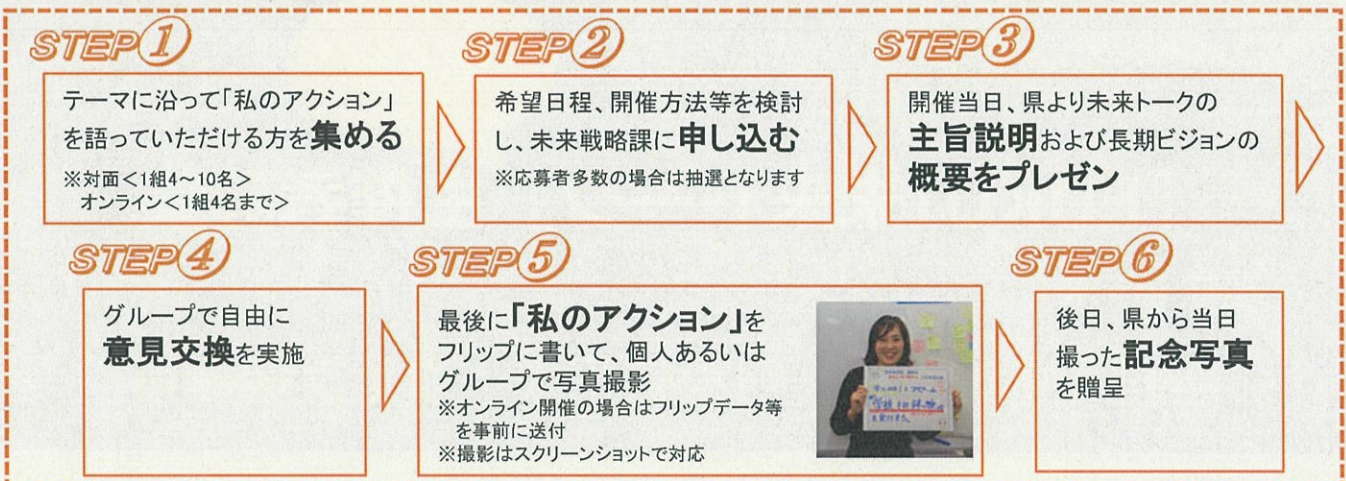 STEP①
テーマに沿って「私のアクション」
を語っていただける方を集める
※対面<1組4~10名>
オンライン<1組4名まで>
STEP②
希望日程、開催方法等を検討
し、未来戦略課に申し込む
※応募者多数の場合は抽選となります
STEP③
開催当日、県より未来トークの
主旨説明および長期ビジョンの
概要をプレゼン
STEP④
グループで自由に
意見交換を実施
STEP⑤
最後に「私のアクション」を
フリップに書いて、個人あるいは
グループで写真撮影
※オンライン開催の場合はフリップデータ等
を事前に送付
※撮影はスクリーンショットで対応
STEP⑥
後日、県から当日
撮った記念写真
を贈呈